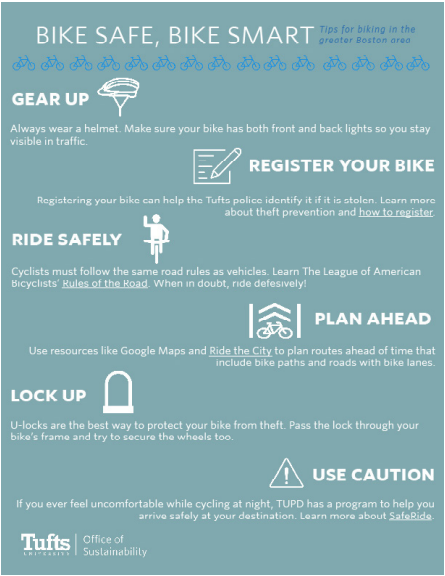 BIKE SAFE, BIKE SMART
Tips for biking in the
greater Boston area
GEAR UP
Always wear a helmet. Make sure your bike has both front and back lights so you stay
visible in traffic.
REGISTER YOUR BIKE
Registering your bike can help the Tufts police identify it if it is stolen. Learn more
about theft prevention and how to register.
RIDE SAFELY
Cyclists must follow the same road rules as vehicles. Learn The League of American
Bicyclists' Rules of the Road. When in doubt, ride defesively!
PLAN AHEAD
Use resources like Google Maps and Ride the City to plan routes ahead of time that
include bike paths and roads with bike lanes.
LOCK UP
U-locks are the best way to protect your bike from theft. Pass the lock through your
bike's frame and try to secure the wheels too.
USE CAUTION
If you ever feel uncomfortable while cycling at night, TUPD has a program to help you
arrive safely at your destination. Learn more about SafeRide.
Tufts
UNIVERSITY
Office of
Sustainability